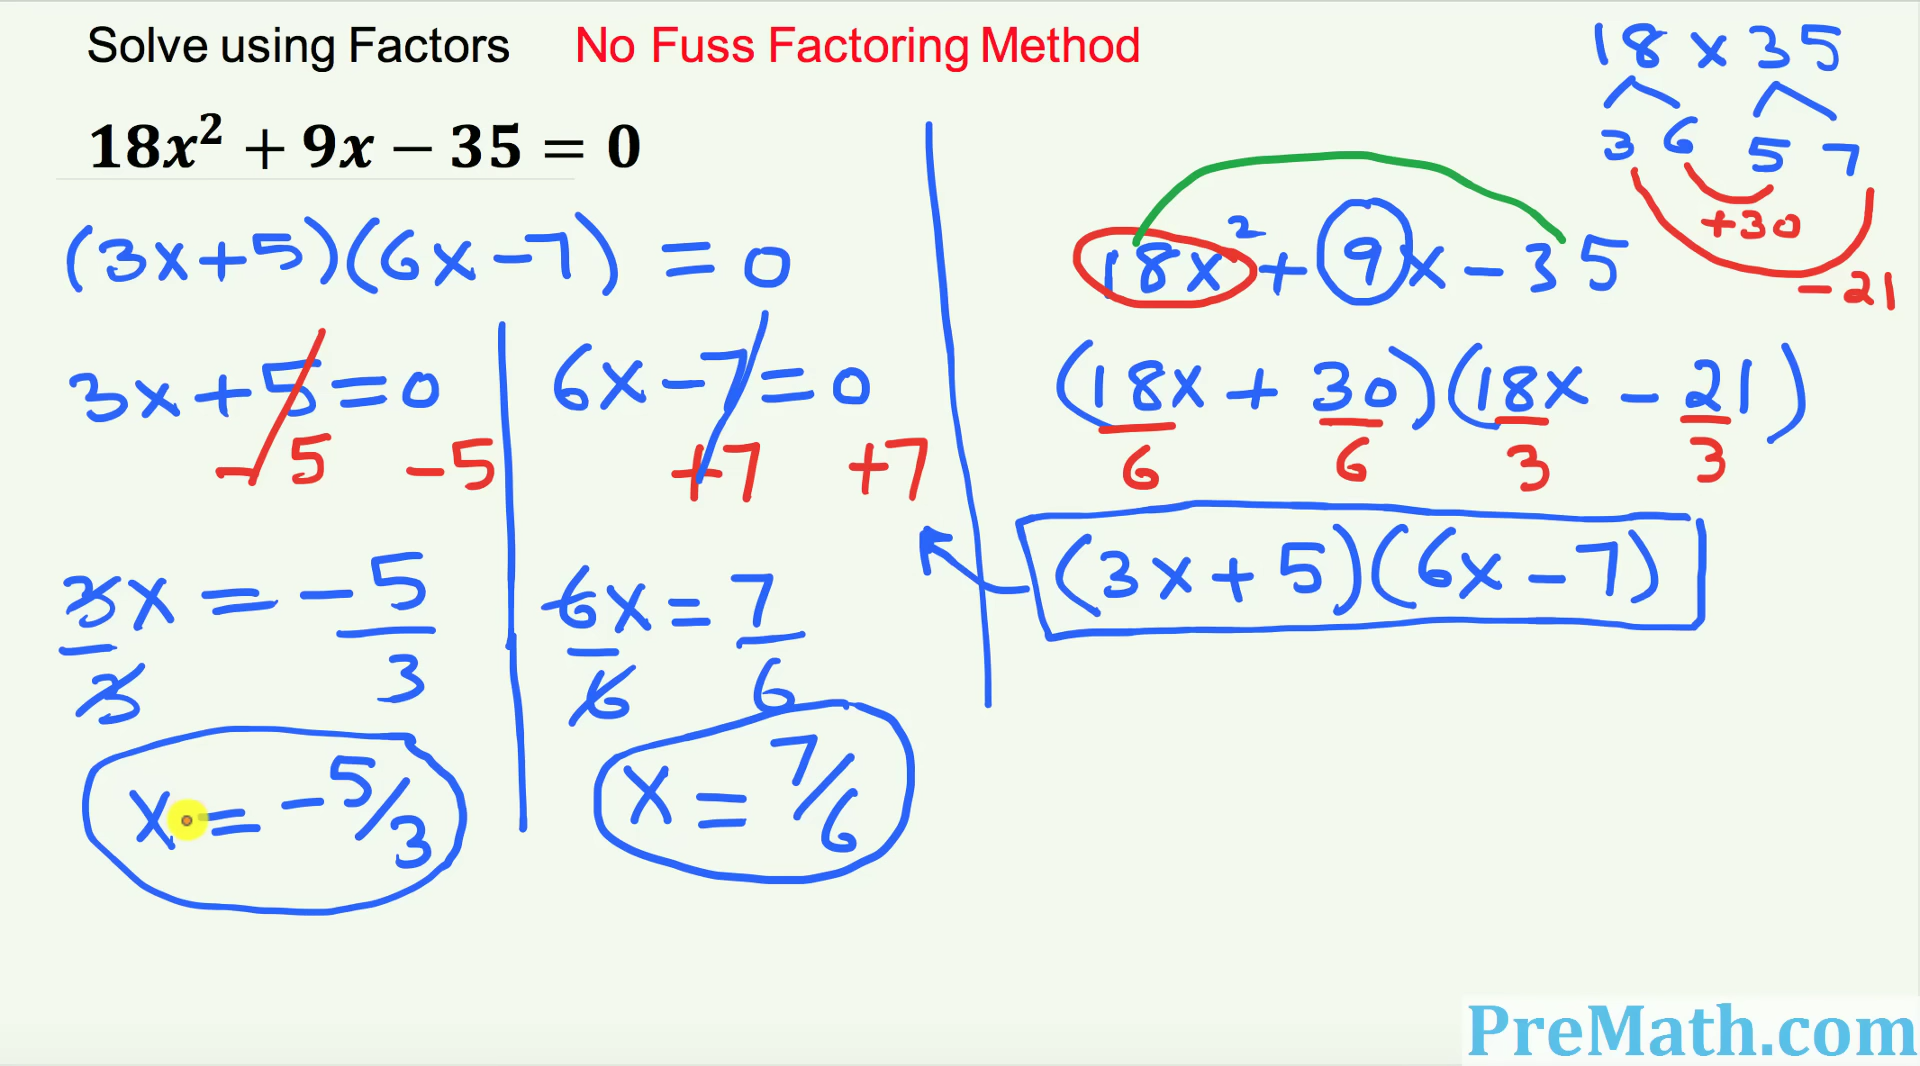 Solve using Factors No Fuss Factoring Method
18x² + 9x − 35 = 0
(3x+5)(6x−7) = 0
3x+5=0
−5 −5
3x = −5
3 3
x = −5/3
6x−7=0
+7 +7
6x = 7
6 6
x = 7/6
18 x 35
3 6 5 7
+30
−21
18x² + 9x − 35
(18x + 30)(18x − 21)
6 6 3 3
(3x+5)(6x−7)
PreMath.com